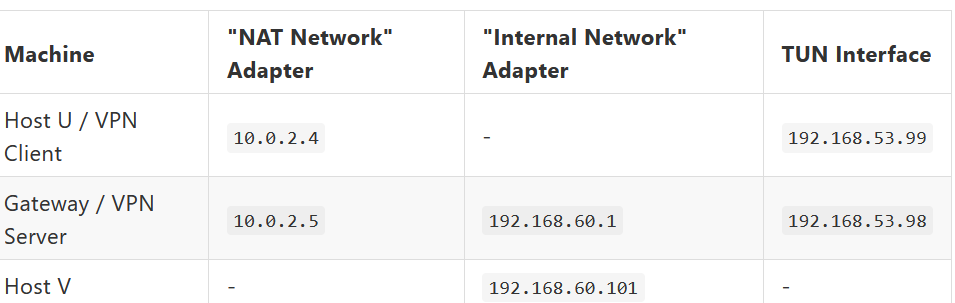 Machine
"NAT Network" Adapter
"Internal Network" Adapter
TUN Interface
Host U / VPN Client
10.0.2.4
-
192.168.53.99
Gateway / VPN Server
10.0.2.5
192.168.60.1
192.168.53.98
Host V
-
192.168.60.101
-